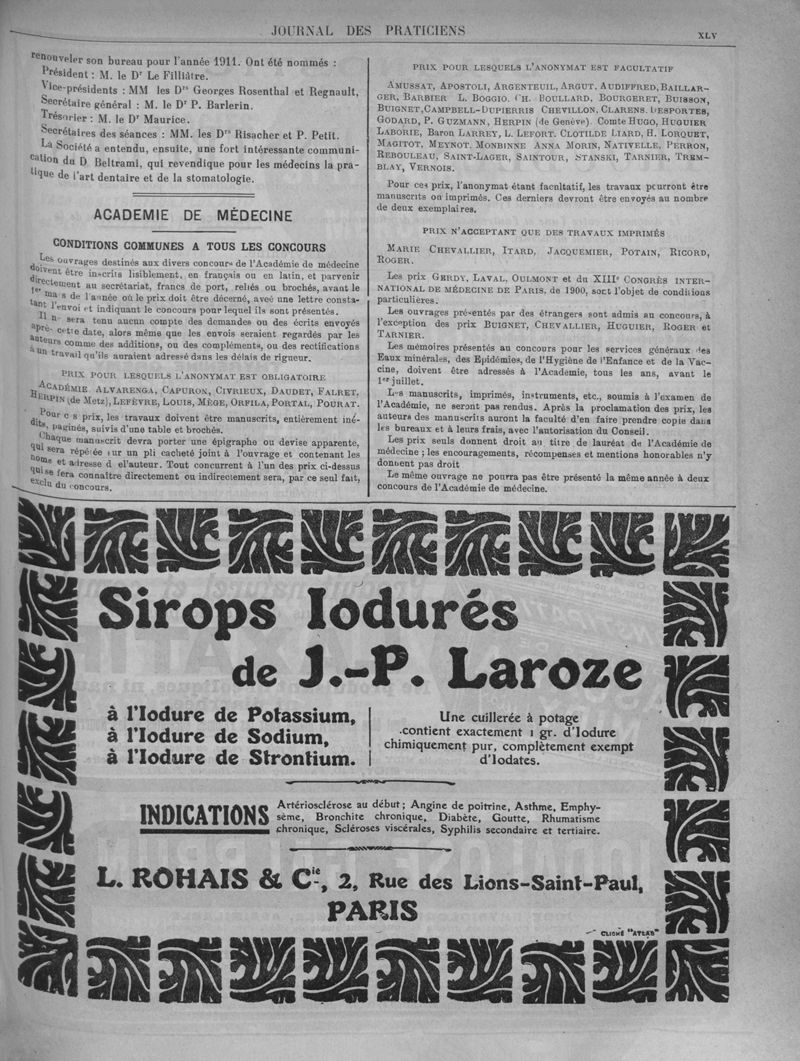 JOURNAL DES PRATICIENS
XLV
renouveler son bureau pour l'année 1911. Ont été nommés :
Président : M. le Dr Le Filliâtre.
Vice-présidents : MM les Drs Georges Rosenthal et Regnault,
Secrétaire général : M. le Dr P. Barlerin.
Trésorier : M. le Dr Maurice.
Secrétaires des séances : MM. les Drs Risacher et P. Petit.
La Société a entendu, ensuite, une fort intéressante communi-
cation du D Beltrami, qui revendique pour les médecins la pra-
tique de l'art dentaire et de la stomatologie.
ACADEMIE DE MÉDECINE
CONDITIONS COMMUNES A TOUS LES CONCOURS
Les ouvrages destinés aux divers concours de l'Académie de médecine
doivent être inscrits lisiblement, en français ou en latin, et parvenir
directement au secrétariat, francs de port, reliés ou brochés, avant le
1er ma s de l'année où le prix doit être décerné, avec une lettre consta-
tant l'envoi et indiquant le concours pour lequel ils sont présentés.
Il n sera tenu aucun compte des demandes ou des écrits envoyés
aprè- cette date, alors même que les envois seraient regardés par les
auteurs comme des additions, ou des compléments, ou des rectifications
à un travail qu'ils auraient adressé dans les délais de rigueur.
PRIX POUR LESQUELS L'ANONYMAT EST OBLIGATOIRE
ACADÉMIE. ALVARENGA, CAPURON, CIVRIEUX, DAUDET, FALRET,
HERPIN (de Metz), LEFÈVRE, LOUIS, MÈGE, ORFILA, PORTAL, POURAT.
Pour c s prix, les travaux doivent être manuscrits, entièrement iné-
dits, paginés, suivis d'une table et brochés.
Chaque manuscrit devra porter une épigraphe ou devise apparente,
qui sera répétée sur un pli cacheté joint à l'ouvrage et contenant les
noms et adresse d el'auteur. Tout concurrent à l'un des prix ci-dessus
qui se fera connaître directement ou indirectement sera, par ce seul fait,
exclu du concours.
PRIX POUR LESQUELS L'ANONYMAT EST FACULTATIF
AMUSSAT, APOSTOLI, ARGENTEUIL, ARGUT, AUDIFFRED, BAILLAR-
GER, BARBIER L. BOGGIO. CH. BOULLARD, BOURGERET, BUISSON,
BUIGNET, CAMPBELL-DUPIERRIS CHEVILLON, CLARENS, DESPORTES,
GODARD, P. GUZMANN, HERPIN (de Genève). Comte HUGO, HUGUIER
LABORIE, Baron LARREY, L. LEFORT. CLOTILDE LIARD, H. LORQUET,
MAGITOT, MEYNOT. MONBINNE ANNA MORIN, NATIVELLE, PERRON,
REBOULEAU, SAINT-LAGER, SAINTOUR, STANSKI, TARNIER, TREM-
BLAY, VERNOIS.
Pour ces prix, l'anonymat étant facultatif, les travaux pourront être
manuscrits ou imprimés. Ces derniers devront être envoyés au nombre
de deux exemplaires.
PRIX N'ACCEPTANT QUE DES TRAVAUX IMPRIMÉS
MARIE CHEVALLIER, ITARD, JACQUEMIER, POTAIN, RICORD,
ROGER.
Les prix GERDY, LAVAL, OULMONT et du XIIIe CONGRÈS INTER-
NATIONAL DE MÉDECINE DE PARIS, de 1900, sont l'objet de conditions
particulières.
Les ouvrages présentés par des étrangers sont admis au concours, à
l'exception des prix BUIGNET, CHEVALLIER, HUGUIER, ROGER et
TARNIER.
Les mémoires présentés au concours pour les services généraux des
Eaux minérales, des Epidémies, de l'Hygiène de l'Enfance et de la Vac-
cine, doivent être adressés à l'Academie, tous les ans, avant le
1er juillet.
Les manuscrits, imprimés, instruments, etc., soumis à l'examen de
l'Académie, ne seront pas rendus. Après la proclamation des prix, les
auteurs des manuscrits auront la faculté d'en faire prendre copie dans
les bureaux et à leurs frais, avec l'autorisation du Conseil.
Les prix seuls donnent droit au titre de lauréat de l'Académie de
médecine ; les encouragements, récompenses et mentions honorables n'y
donnent pas droit
Le même ouvrage ne pourra pas être présenté la même année à deux
concours de l'Académie de médecine.
Sirops Iodurés
de J.-P. Laroze
à l'Iodure de Potassium,
à l'Iodure de Sodium,
à l'Iodure de Strontium.
Une cuillerée à potage
contient exactement 1 gr. d'Iodure
chimiquement pur, complètement exempt
d'Iodates.
INDICATIONS
Artériosclérose au début ; Angine de poitrine, Asthme, Emphy-
sème, Bronchite chronique, Diabète, Goutte, Rhumatisme
chronique, Scléroses viscérales, Syphilis secondaire et tertiaire.
L. ROHAIS & Cie, 2, Rue des Lions-Saint-Paul,
PARIS
CLICHÉ "ATLAS"